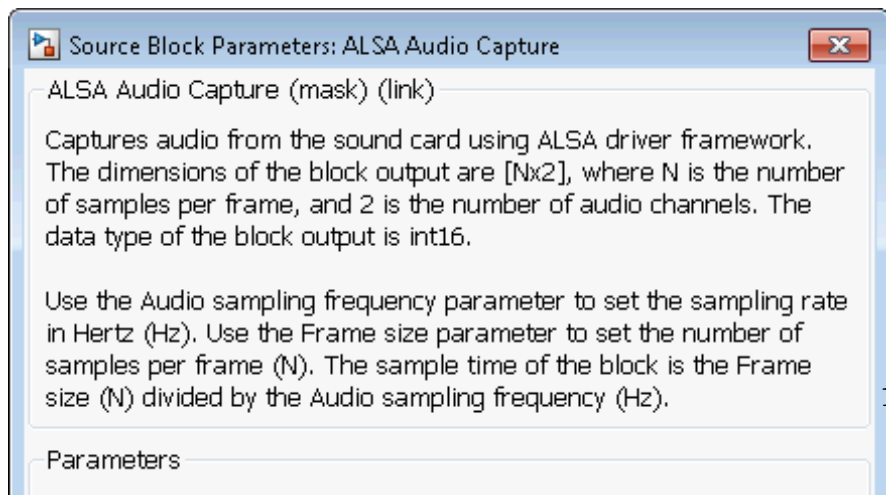 Source Block Parameters: ALSA Audio Capture
ALSA Audio Capture (mask) (link)
Captures audio from the sound card using ALSA driver framework.
The dimensions of the block output are [Nx2], where N is the number
of samples per frame, and 2 is the number of audio channels. The
data type of the block output is int16.
Use the Audio sampling frequency parameter to set the sampling rate
in Hertz (Hz). Use the Frame size parameter to set the number of
samples per frame (N). The sample time of the block is the Frame
size (N) divided by the Audio sampling frequency (Hz).
Parameters